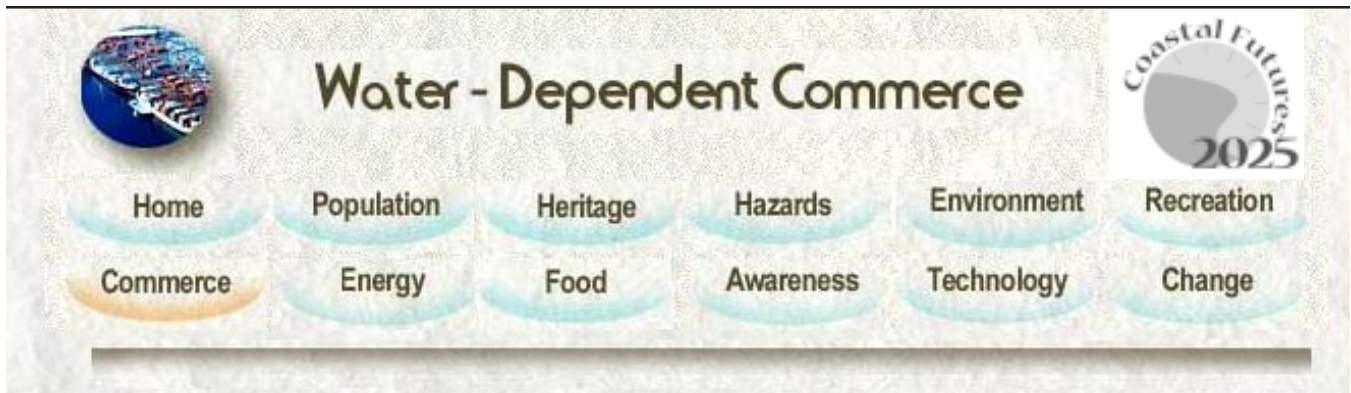 Water - Dependent Commerce
Coastal Futures
2025
Home Population Heritage Hazards Environment Recreation
Commerce Energy Food Awareness Technology Change